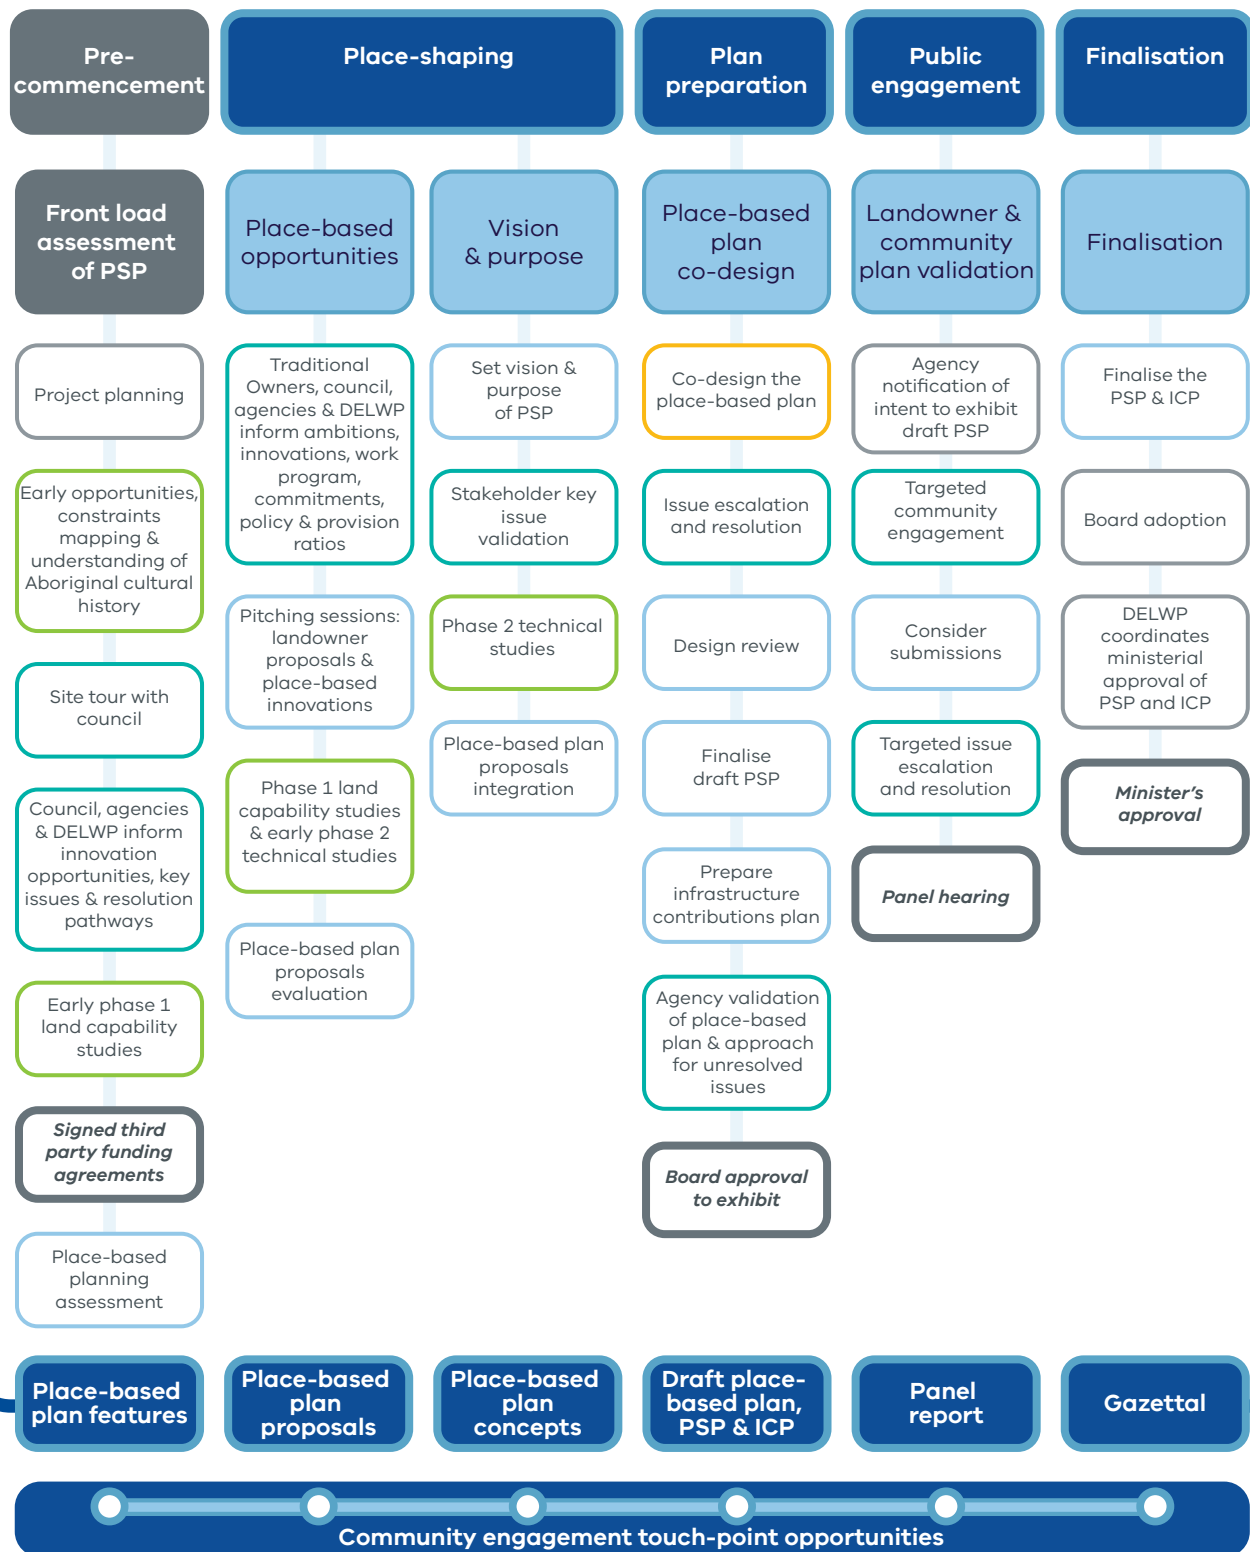 Pre-
commencement
Place-shaping
Plan
preparation
Public
engagement
Finalisation
Front load
assessment
of PSP
Place-based
opportunities
Vision
& purpose
Place-based
plan
co-design
Landowner &
community
plan validation
Finalisation
Project planning
Early opportunities,
constraints
mapping &
understanding of
Aboriginal cultural
history
Site tour with
council
Council, agencies
& DELWP inform
innovation
opportunities, key
issues & resolution
pathways
Early phase 1
land capability
studies
Signed third
party funding
agreements
Place-based
planning
assessment
Traditional
Owners, council,
agencies & DELWP
inform ambitions,
innovations, work
program,
commitments,
policy & provision
ratios
Pitching sessions:
landowner
proposals &
place-based
innovations
Phase 1 land
capability studies
& early phase 2
technical studies
Place-based plan
proposals
evaluation
Set vision &
purpose
of PSP
Stakeholder key
issue
validation
Phase 2 technical
studies
Place-based plan
proposals
integration
Co-design the
place-based plan
Issue escalation
and resolution
Design review
Finalise
draft PSP
Prepare
infrastructure
contributions plan
Agency validation
of place-based
plan & approach
for unresolved
issues
Board approval
to exhibit
Agency
notification of
intent to exhibit
draft PSP
Targeted
community
engagement
Consider
submissions
Targeted issue
escalation
and resolution
Panel hearing
Finalise the
PSP & ICP
Board adoption
DELWP
coordinates
ministerial
approval of
PSP and ICP
Minister's
approval
Place-based
plan features
Place-based
plan
proposals
Place-based
plan
concepts
Draft place-
based plan,
PSP & ICP
Panel
report
Gazettal
Community engagement touch-point opportunities